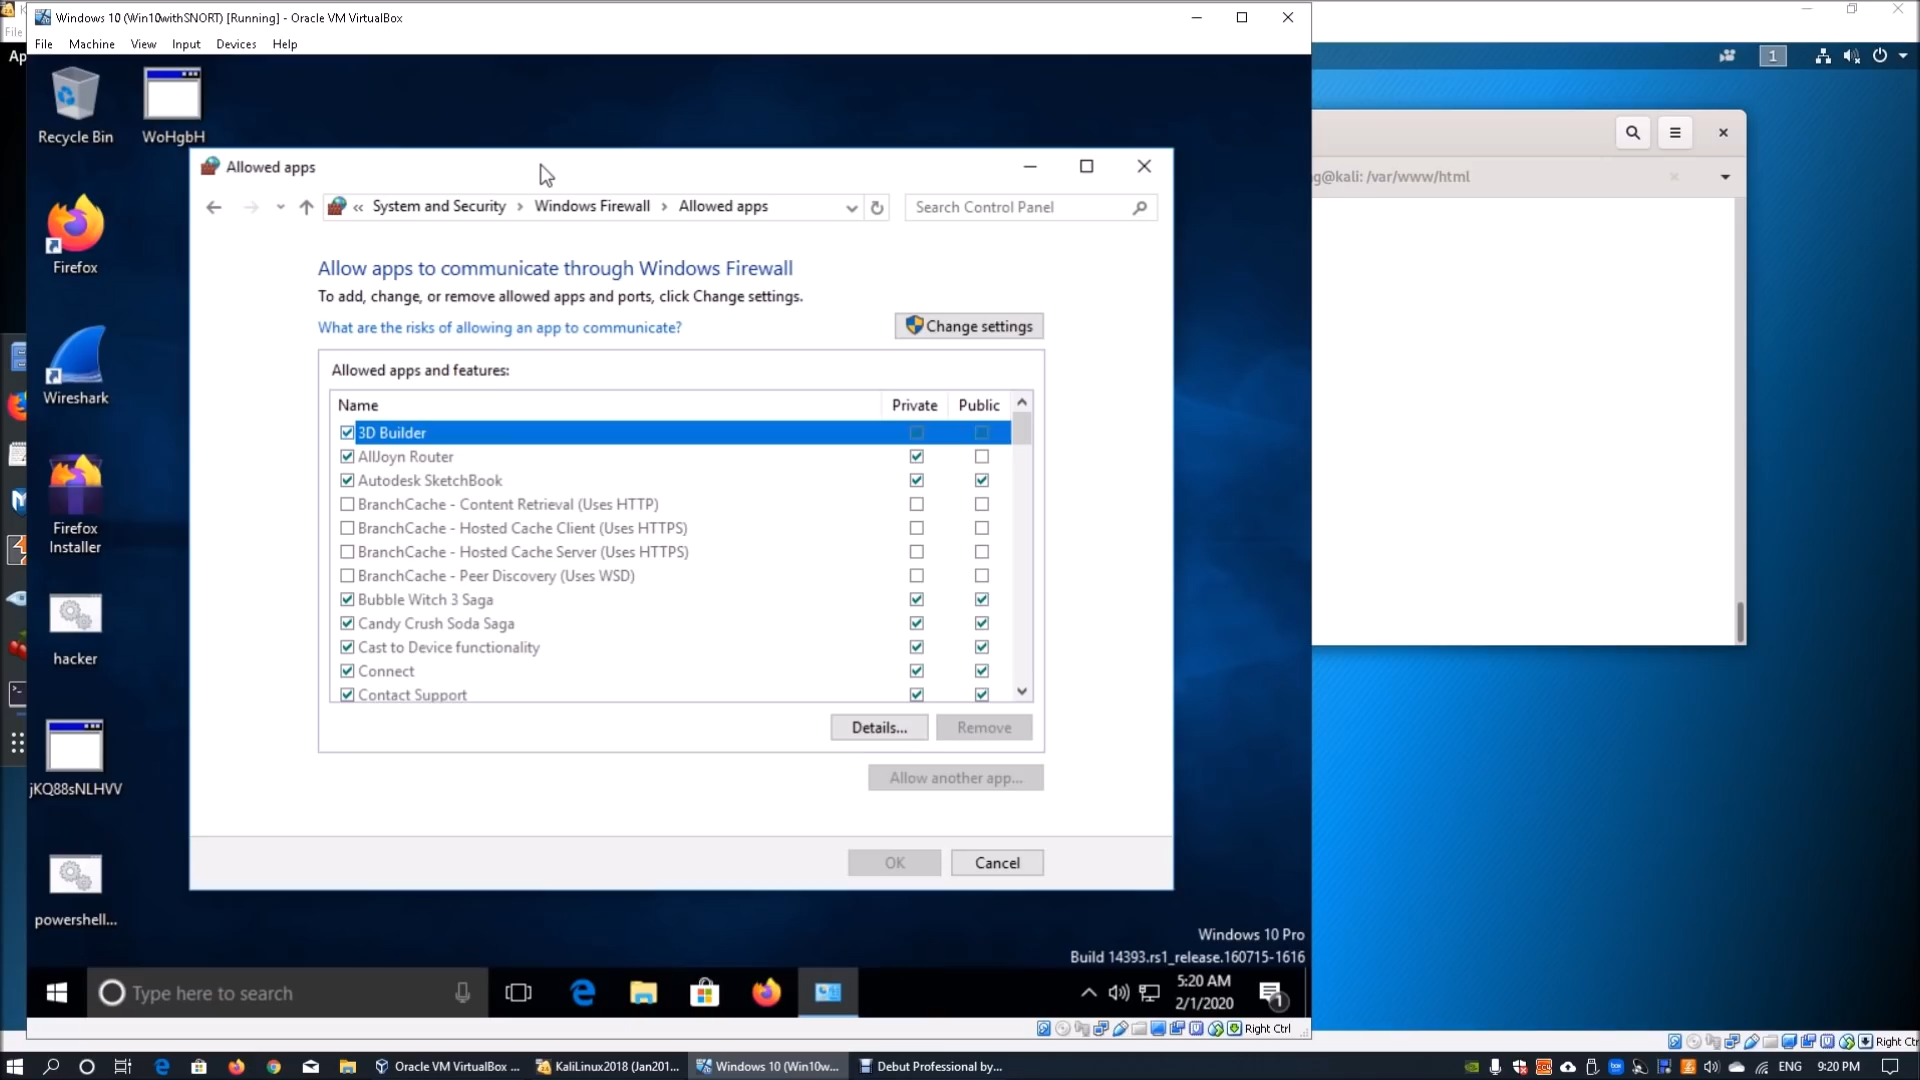 Windows 10 (Win10withSNORT) [Running] - Oracle VM VirtualBox
File Machine View Input Devices Help
Recycle Bin
WoHgbH
Firefox
Wireshark
Firefox
Installer
hacker
jKQ88sNLHVV
powershell...
Allowed apps
« System and Security › Windows Firewall › Allowed apps
Search Control Panel
Allow apps to communicate through Windows Firewall
To add, change, or remove allowed apps and ports, click Change settings.
What are the risks of allowing an app to communicate?
Change settings
Allowed apps and features:
Name Private Public
3D Builder
AllJoyn Router
Autodesk SketchBook
BranchCache - Content Retrieval (Uses HTTP)
BranchCache - Hosted Cache Client (Uses HTTPS)
BranchCache - Hosted Cache Server (Uses HTTPS)
BranchCache - Peer Discovery (Uses WSD)
Bubble Witch 3 Saga
Candy Crush Soda Saga
Cast to Device functionality
Connect
Contact Support
Details...
Remove
Allow another app...
OK
Cancel
Windows 10 Pro
Build 14393.rs1_release.160715-1616
Type here to search
5:20 AM
2/1/2020
1
Right Ctrl
1
g@kali: /var/www/html
File
Ap
Right Ctr
Oracle VM VirtualBox ...
KaliLinux2018 (Jan201...
Windows 10 (Win10w...
Debut Professional by...
ENG
9:20 PM